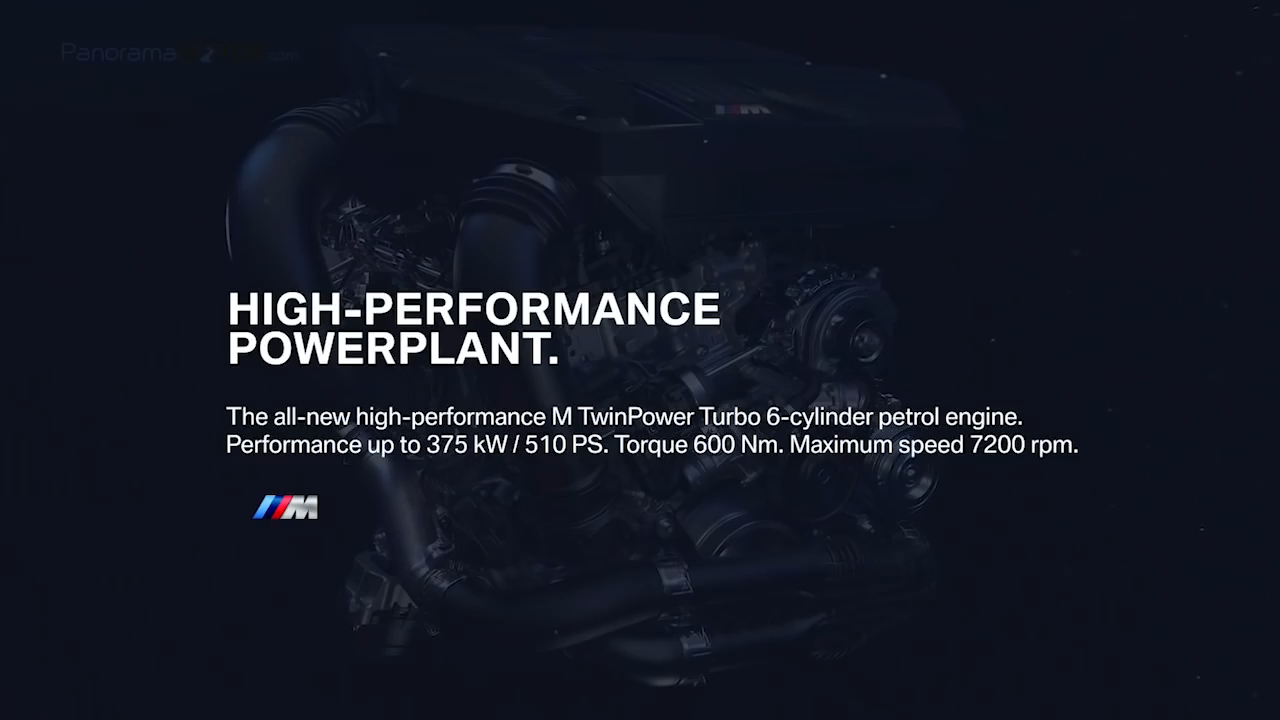 Panorama
HIGH-PERFORMANCE
POWERPLANT.
The all-new high-performance M TwinPower Turbo 6-cylinder petrol engine.
Performance up to 375 kW / 510 PS. Torque 600 Nm. Maximum speed 7200 rpm.
M